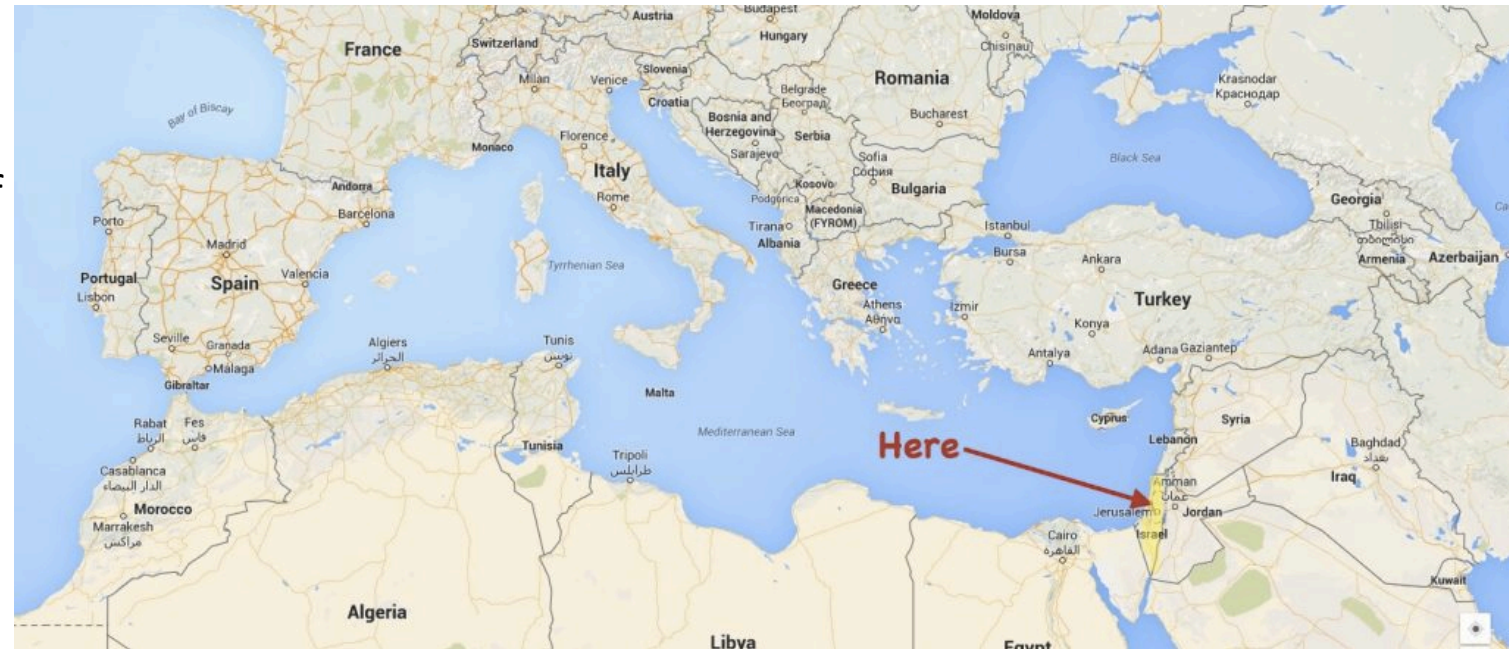 Austria
Budapest
Hungary
Moldova
Chisinau
France
Switzerland
Slovenia
Milan
Venice
Croatia
Romania
Krasnodar
Краснодар
Bay of Biscay
Belgrade
Београд
Bosnia and
Herzegovina
Serbia
Bucharest
Florence
Monaco
Sarajevo
Black Sea
Italy
Sofia
София
Andorra
Kosovo
Bulgaria
Rome
Podgorica
Georgia
Porto
Barcelona
Macedonia
(FYROM)
Tirana
Istanbul
Tbilisi
თბილისი
Madrid
Albania
Bursa
Ankara
Armenia
Azerbaijan
Tyrrhenian Sea
Portugal
Spain
Valencia
Greece
Lisbon
Athens
Αθήνα
Izmir
Turkey
Konya
Seville
Granada
Algiers
الجزائر
Tunis
تونس
Antalya
Adana
Gaziantep
Málaga
Gibraltar
Malta
Rabat
الرباط
Fes
فاس
Cyprus
Syria
Mediterranean Sea
Here
Lebanon
Tunisia
Baghdad
بغداد
Tripoli
طرابلس
Casablanca
الدار البيضاء
Amman
عمان
Iraq
Morocco
Jerusalem
Jordan
Marrakesh
مراكش
Cairo
القاهرة
Israel
Kuwait
Algeria
Libya
Egypt